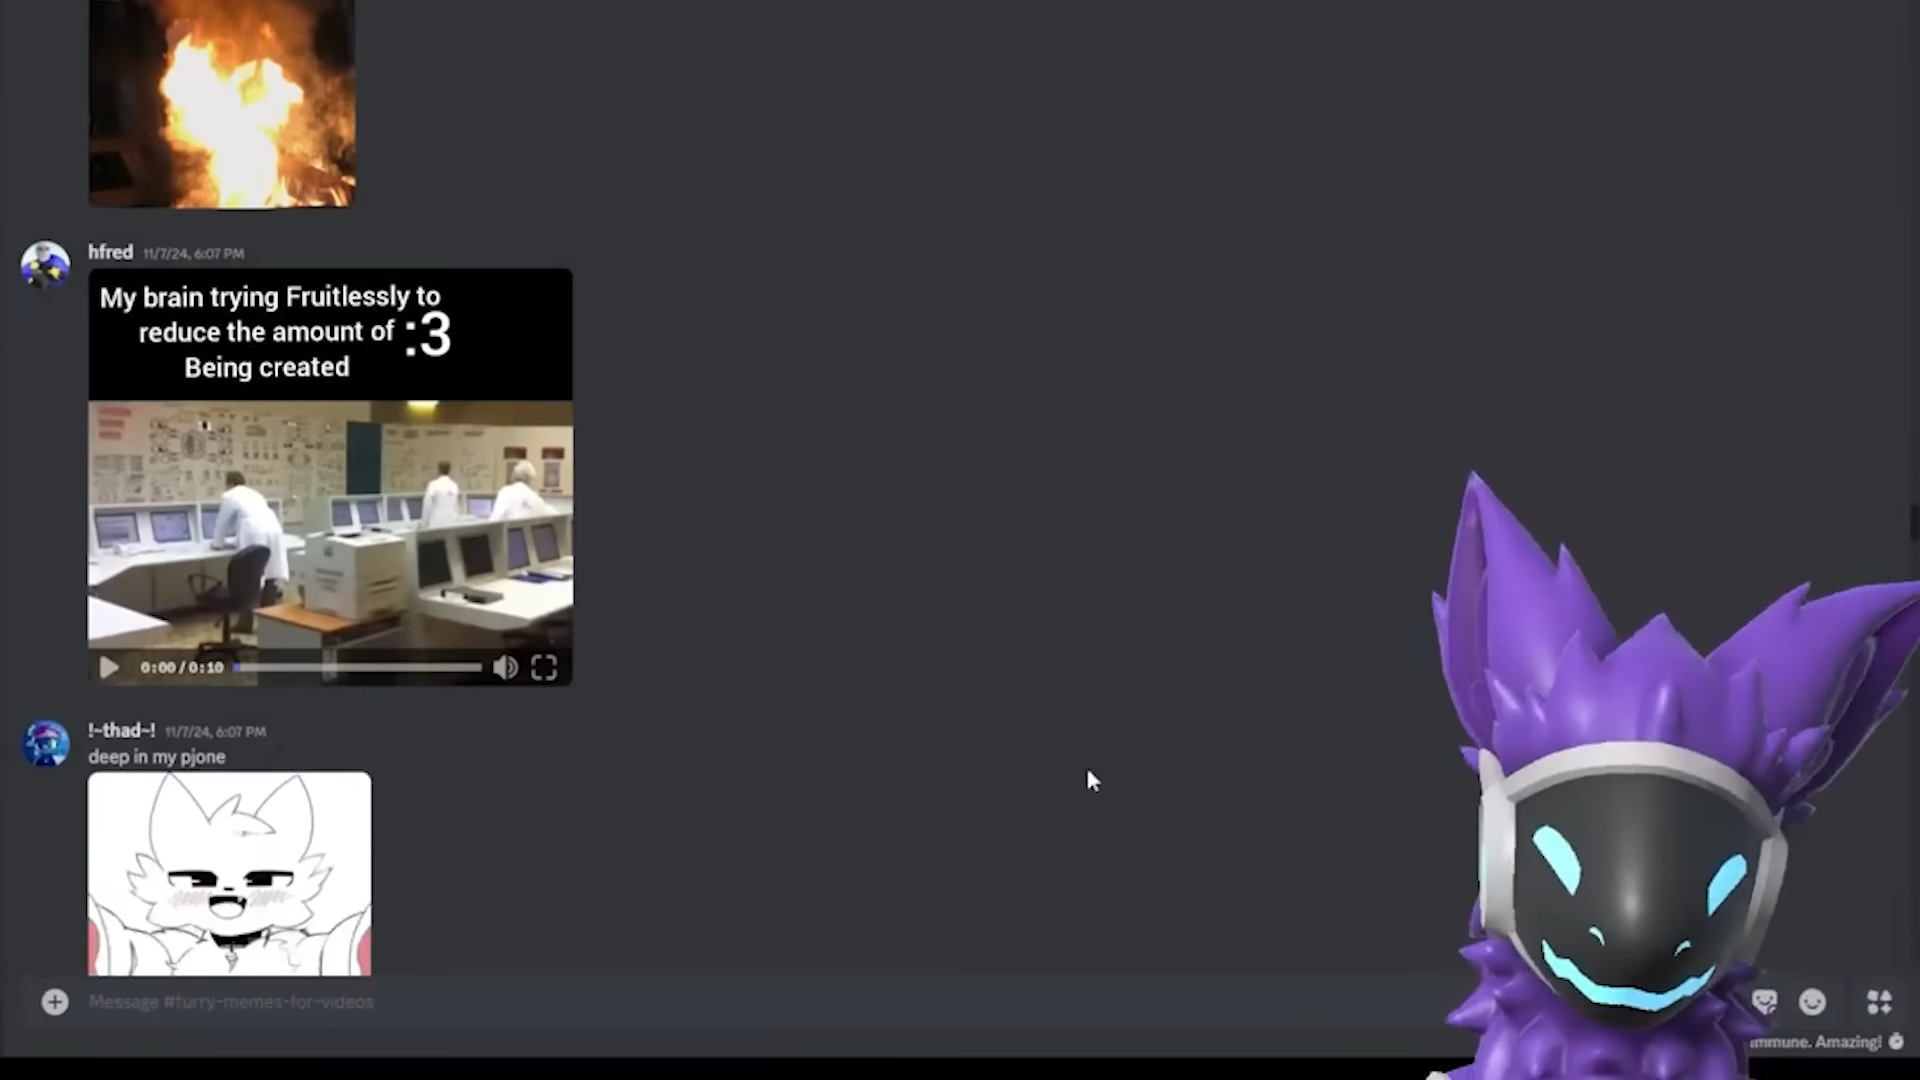 hfred 11/7/24, 6:07 PM
My brain trying Fruitlessly to
reduce the amount of :3
Being created
0:00 / 0:10
!~thad~! 11/7/24, 6:07 PM
deep in my pjone
Message #furry-memes-for-videos
immune. Amazing!